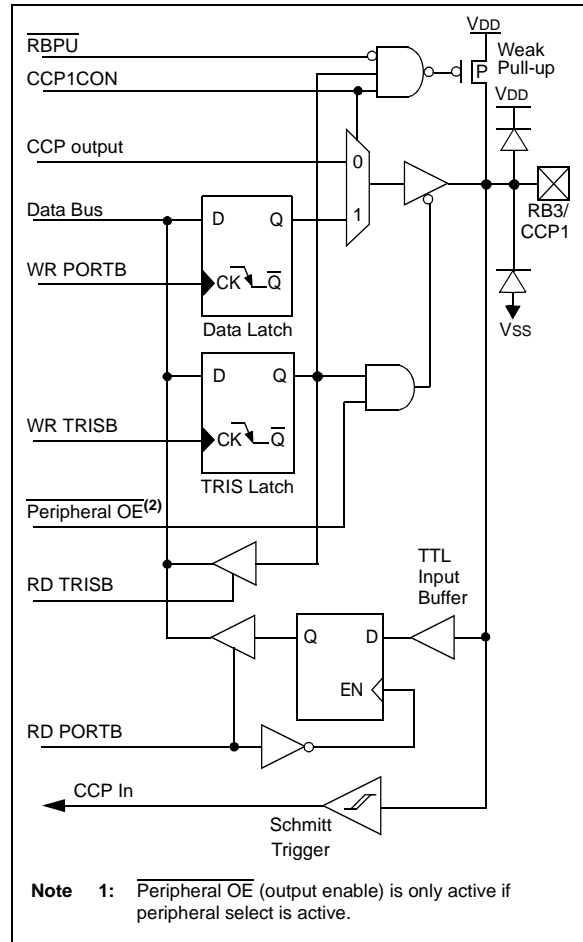 VDD
RBPU
Weak
Pull-up
P
CCP1CON
VDD
CCP output
0
RB3/
CCP1
Data Bus
D
Q
1
WR PORTB
CK
Q
Data Latch
VSS
D
Q
WR TRISB
CK
Q
TRIS Latch
Peripheral OE(2)
TTL
Input
Buffer
RD TRISB
Q
D
EN
RD PORTB
CCP In
Schmitt
Trigger
Note 1: Peripheral OE (output enable) is only active if
peripheral select is active.